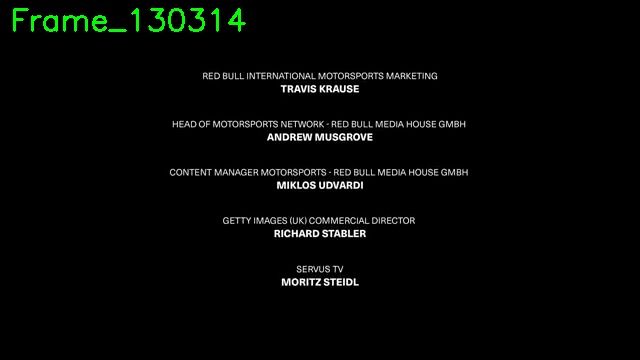 Frame_130314
RED BULL INTERNATIONAL MOTORSPORTS MARKETING
TRAVIS KRAUSE
HEAD OF MOTORSPORTS NETWORK - RED BULL MEDIA HOUSE GMBH
ANDREW MUSGROVE
CONTENT MANAGER MOTORSPORTS - RED BULL MEDIA HOUSE GMBH
MIKLOS UDVARDI
GETTY IMAGES (UK) COMMERCIAL DIRECTOR
RICHARD STABLER
SERVUS TV
MORITZ STEIDL